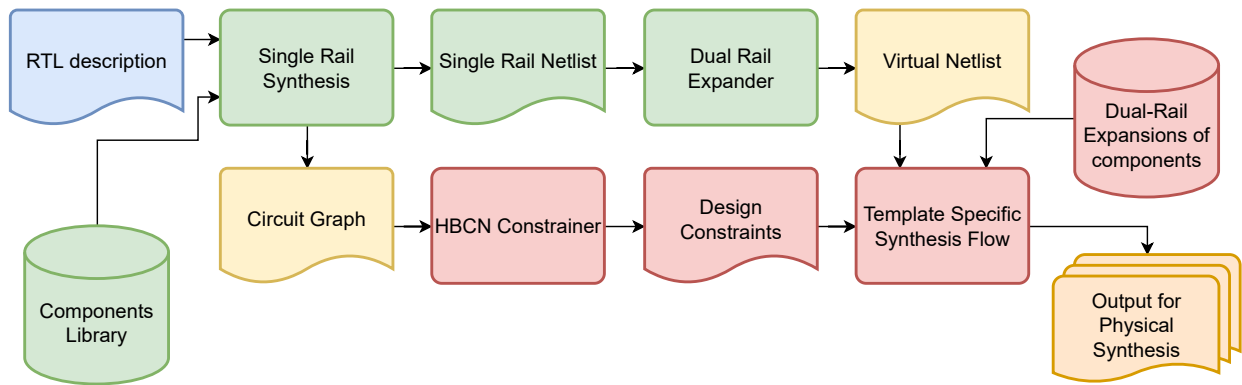 RTL description
Single Rail
Synthesis
Single Rail Netlist
Dual Rail
Expander
Virtual Netlist
Dual-Rail
Expansions of
components
Circuit Graph
HBCN Constrainer
Design
Constraints
Template Specific
Synthesis Flow
Components
Library
Output for
Physical
Synthesis